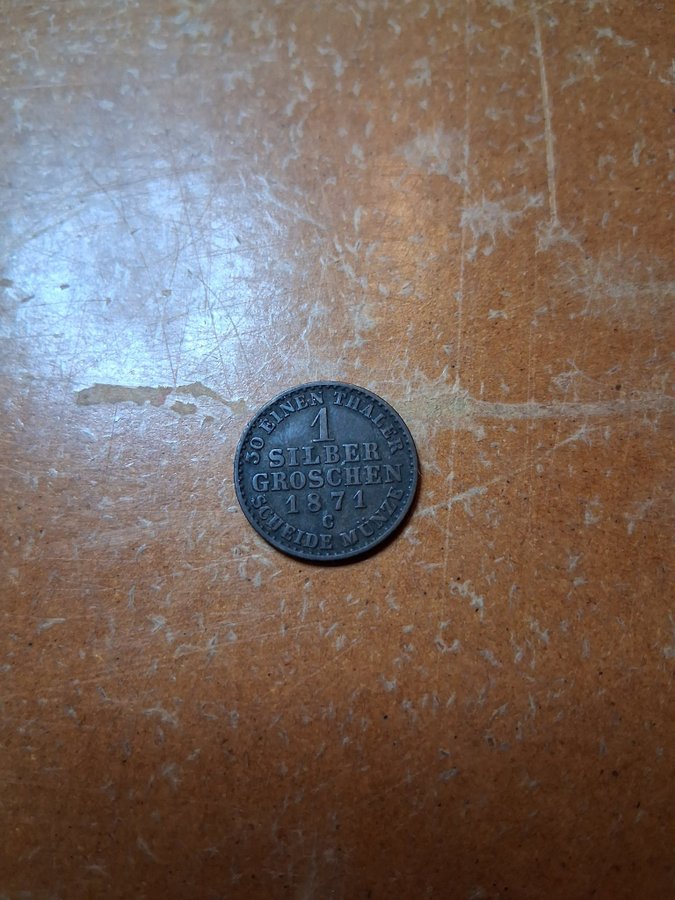 30 EINEN THALER
1
SILBER
GROSCHEN
1871
C
SCHEIDE MÜNZE